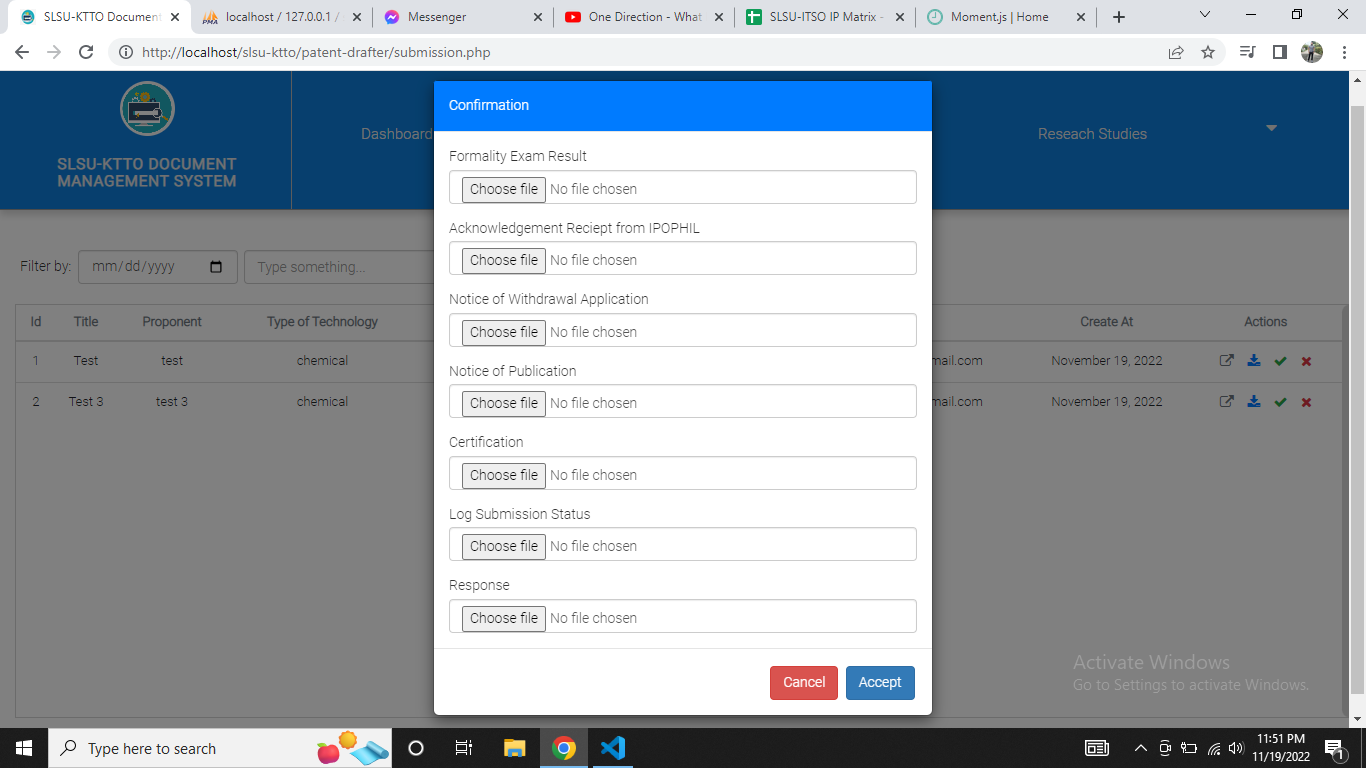 SLSU-KTTO Document
localhost / 127.0.0.1 /
Messenger
One Direction - What
SLSU-ITSO IP Matrix -
Moment.js | Home
http://localhost/slsu-ktto/patent-drafter/submission.php
SLSU-KTTO DOCUMENT
MANAGEMENT SYSTEM
Dashboard
Reseach Studies
Confirmation
Formality Exam Result
Choose file No file chosen
Acknowledgement Reciept from IPOPHIL
Choose file No file chosen
Notice of Withdrawal Application
Choose file No file chosen
Notice of Publication
Choose file No file chosen
Certification
Choose file No file chosen
Log Submission Status
Choose file No file chosen
Response
Choose file No file chosen
Cancel Accept
Filter by: mm/dd/yyyy Type something...
Id Title Proponent Type of Technology Create At Actions
1 Test test chemical mail.com November 19, 2022
2 Test 3 test 3 chemical mail.com November 19, 2022
Activate Windows
Go to Settings to activate Windows.
Type here to search
11:51 PM
11/19/2022
1